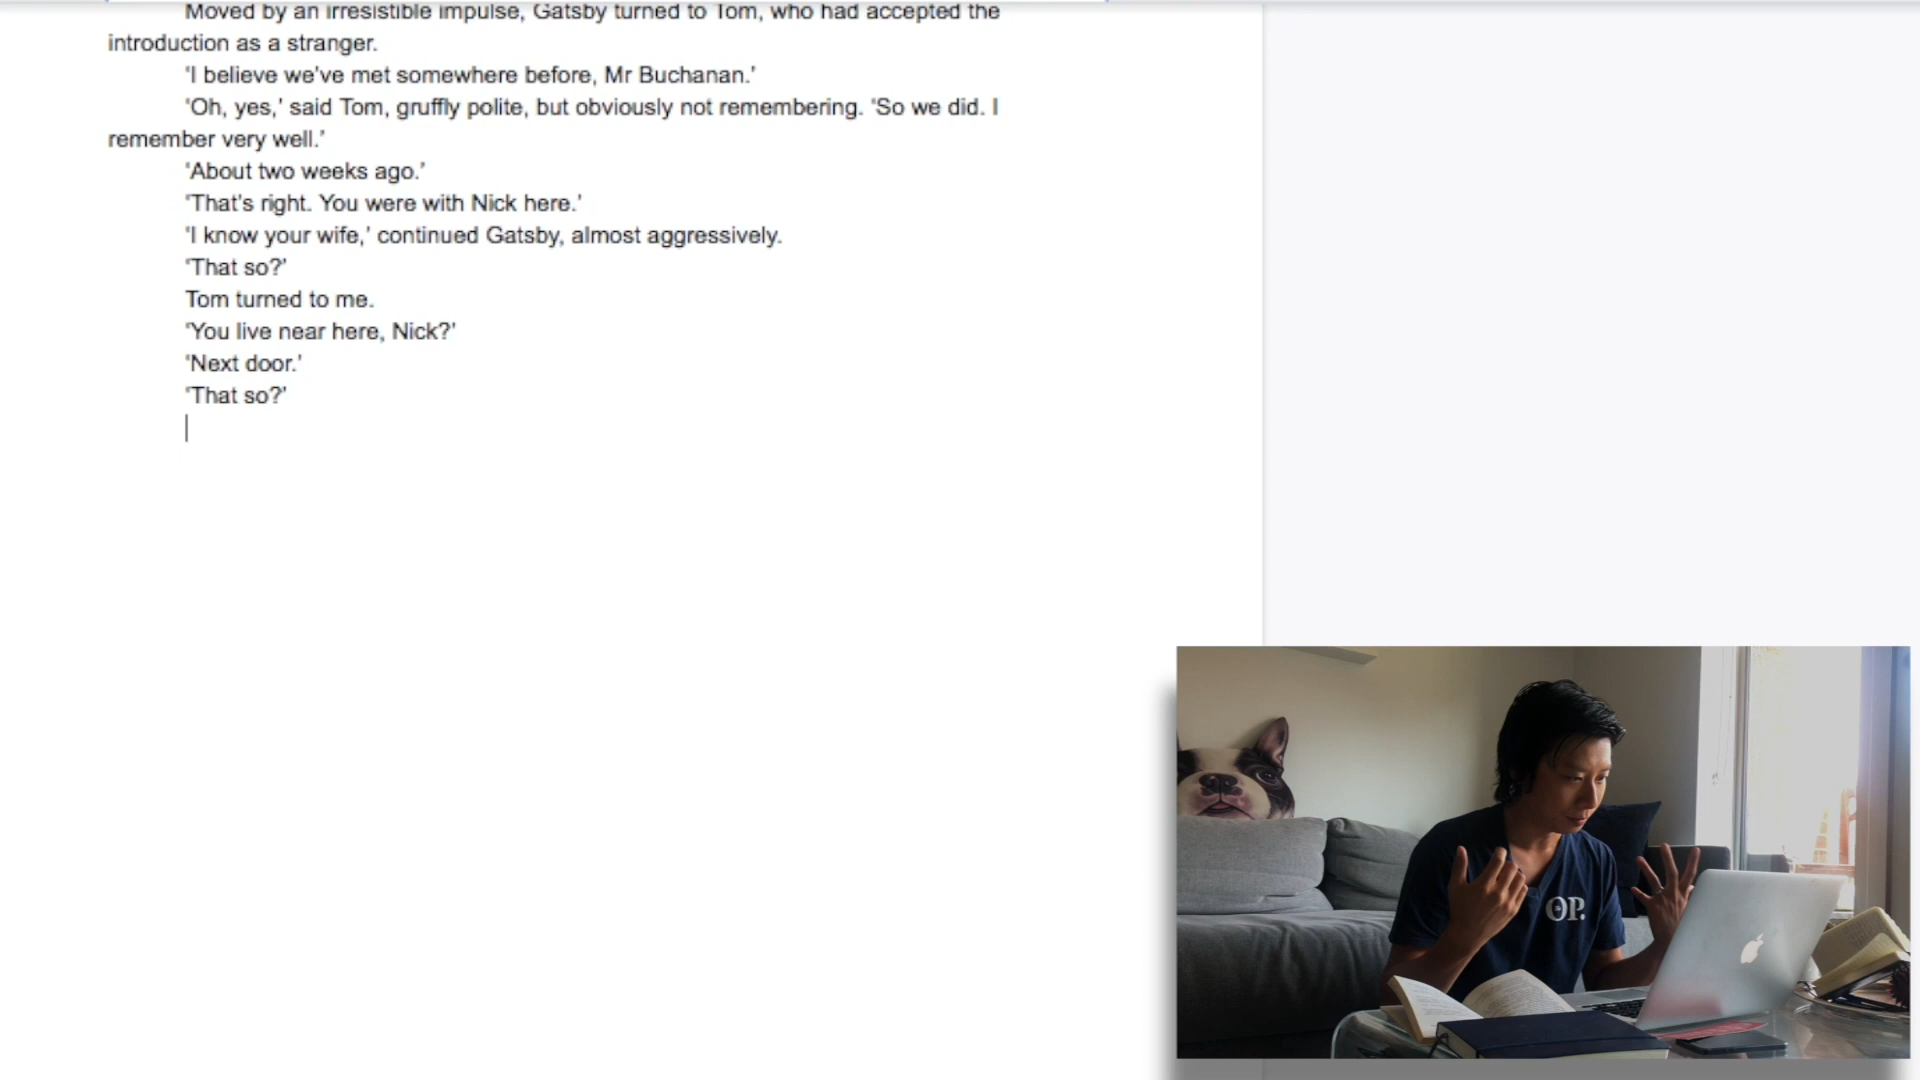 Moved by an irresistible impulse, Gatsby turned to Tom, who had accepted the
introduction as a stranger.
‘I believe we’ve met somewhere before, Mr Buchanan.’
‘Oh, yes,’ said Tom, gruffly polite, but obviously not remembering. ‘So we did. I
remember very well.’
‘About two weeks ago.’
‘That’s right. You were with Nick here.’
‘I know your wife,’ continued Gatsby, almost aggressively.
‘That so?’
Tom turned to me.
‘You live near here, Nick?’
‘Next door.’
‘That so?’
OP.